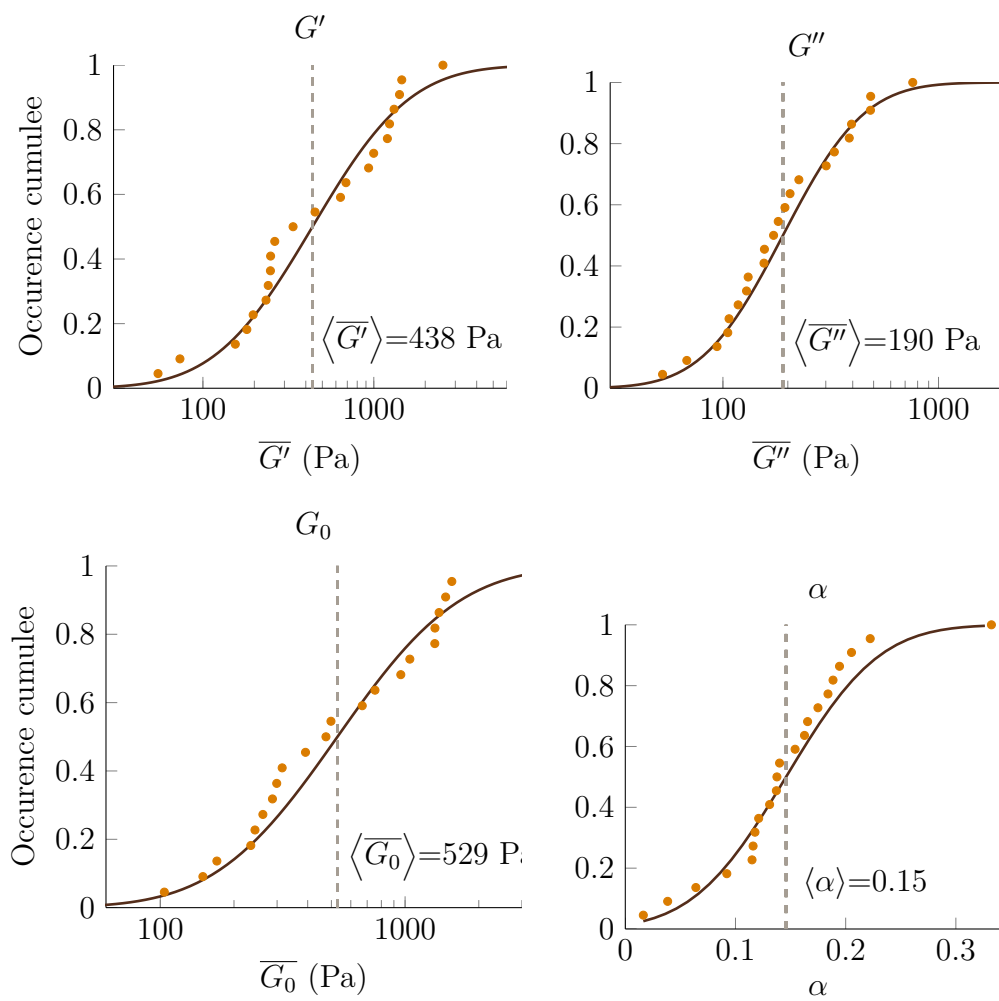 G′
G″
Occurence cumulee
1
0.8
0.6
0.4
0.2
0
100
1000
⟨G̅′̅⟩=438 Pa
G̅′̅ (Pa)
1
0.8
0.6
0.4
0.2
0
100
1000
⟨G̅″̅⟩=190 Pa
G̅″̅ (Pa)
G₀
Occurence cumulee
1
0.8
0.6
0.4
0.2
0
100
1000
⟨G̅₀̅⟩=529 Pa
G̅₀̅ (Pa)
α
1
0.8
0.6
0.4
0.2
0
0
0.1
0.2
0.3
⟨α⟩=0.15
α